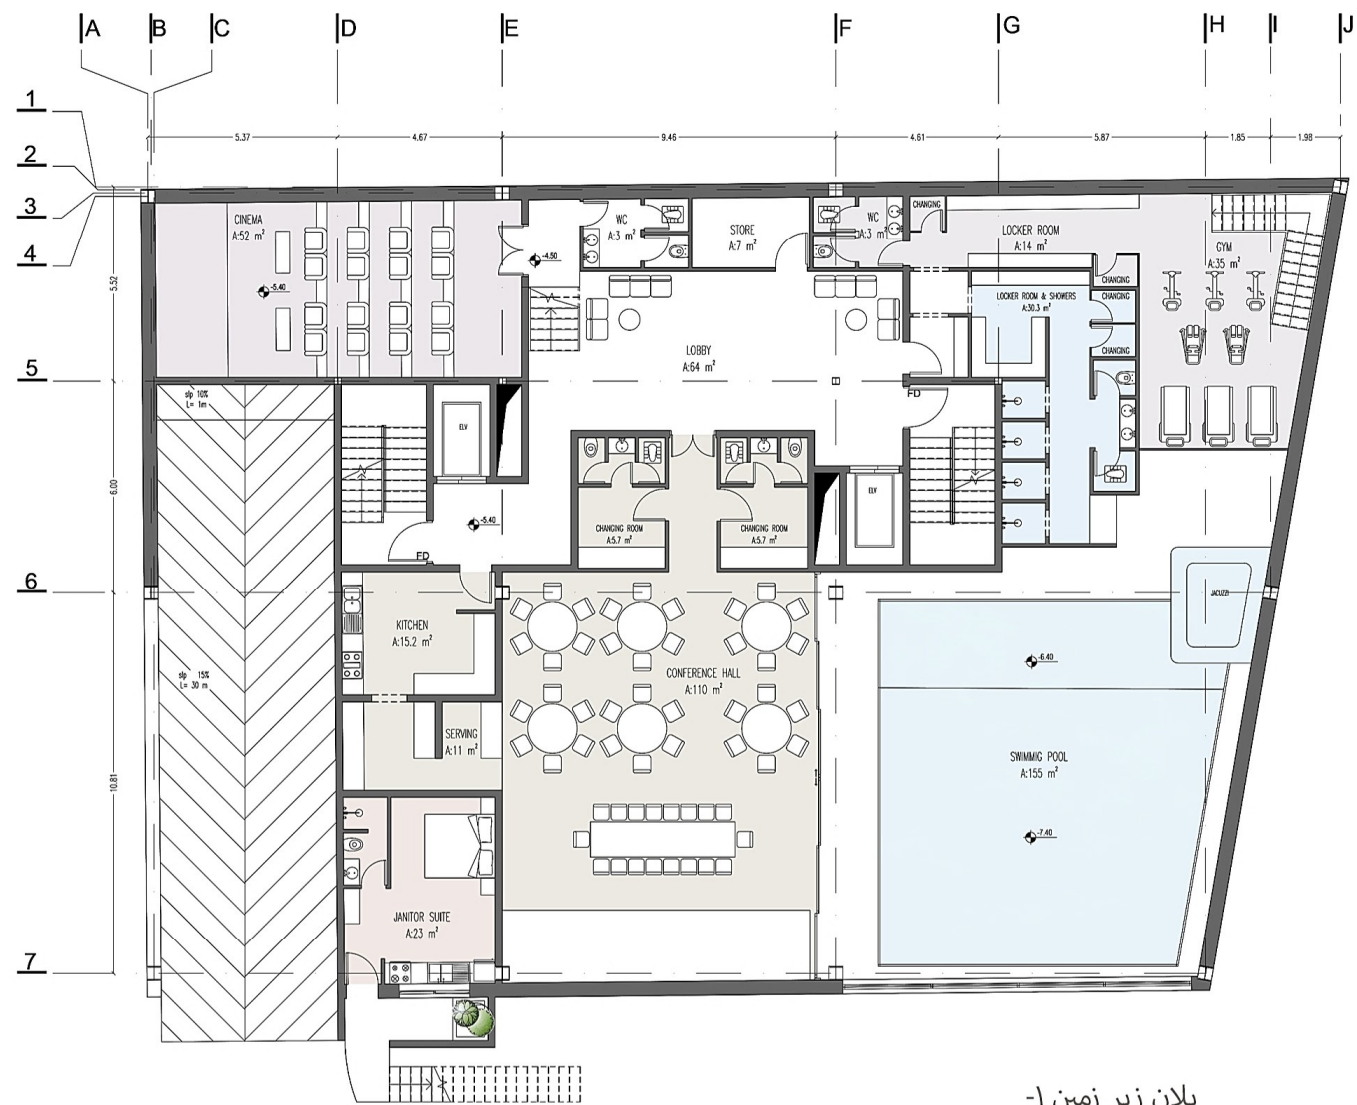 A B C D E F G H I J
1
2
3
4
5
6
7
5.37 4.67 9.46 4.61 5.87 1.85 1.98
5.52
6.00
10.81
CINEMA
A:52 m²
-5.40
-4.50
WC
A:3 m²
STORE
A:7 m²
WC
A:3 m²
CHANGING
LOCKER ROOM
A:14 m²
GYM
A:35 m²
CHANGING
LOCKER ROOM & SHOWERS
A:30.3 m²
CHANGING
CHANGING
LOBBY
A:64 m²
FD
slp 10%
L= 1m
ELV
ELV
-5.40
FD
CHANGING ROOM
A:5.7 m²
CHANGING ROOM
A:5.7 m²
KITCHEN
A:15.2 m²
JACUZZI
-6.40
CONFERENCE HALL
A:110 m²
slp 15%
L= 30 m
SERVING
A:11 m²
SWIMMIG POOL
A:155 m²
-7.40
JANITOR SUITE
A:23 m²
پلان زیر زمین 1-